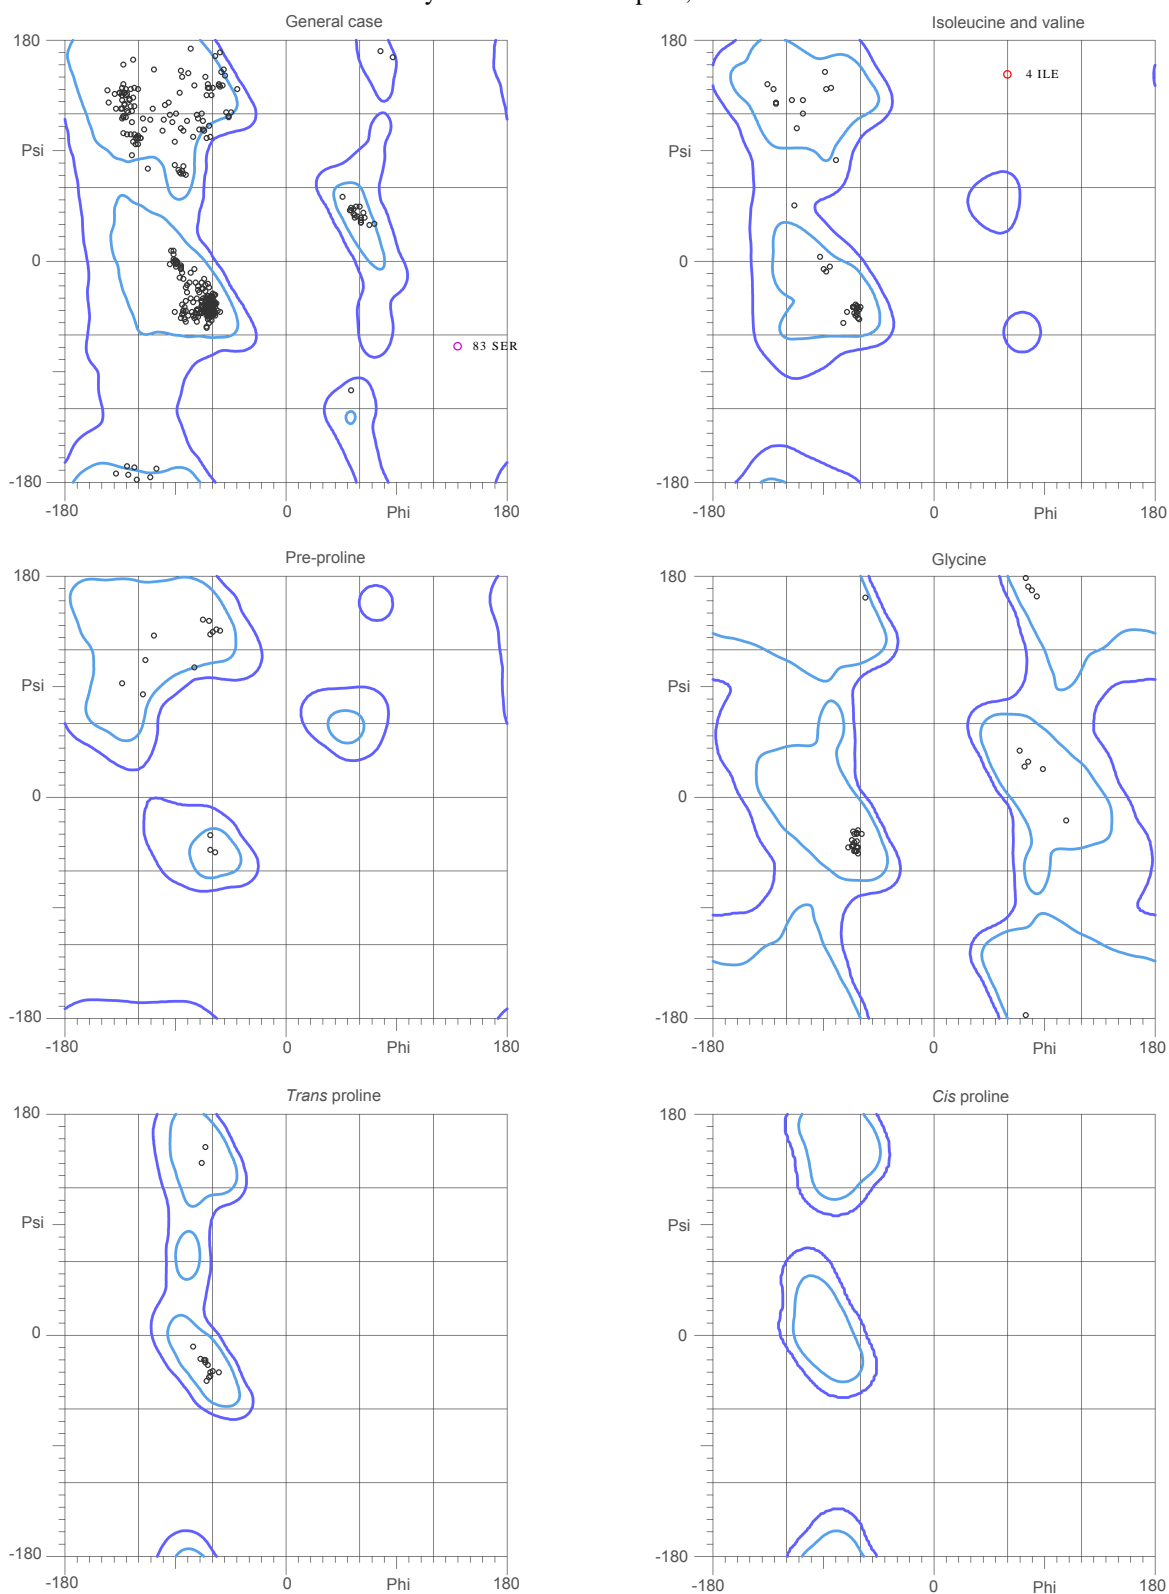 General case
180
Psi
0
-180
-180
0
Phi
180
83 SER
Isoleucine and valine
180
Psi
0
-180
-180
0
Phi
180
4 ILE
Pre-proline
180
Psi
0
-180
-180
0
Phi
180
Glycine
180
Psi
0
-180
-180
0
Phi
180
Trans proline
180
Psi
0
-180
-180
0
Phi
180
Cis proline
180
Psi
0
-180
-180
0
Phi
180